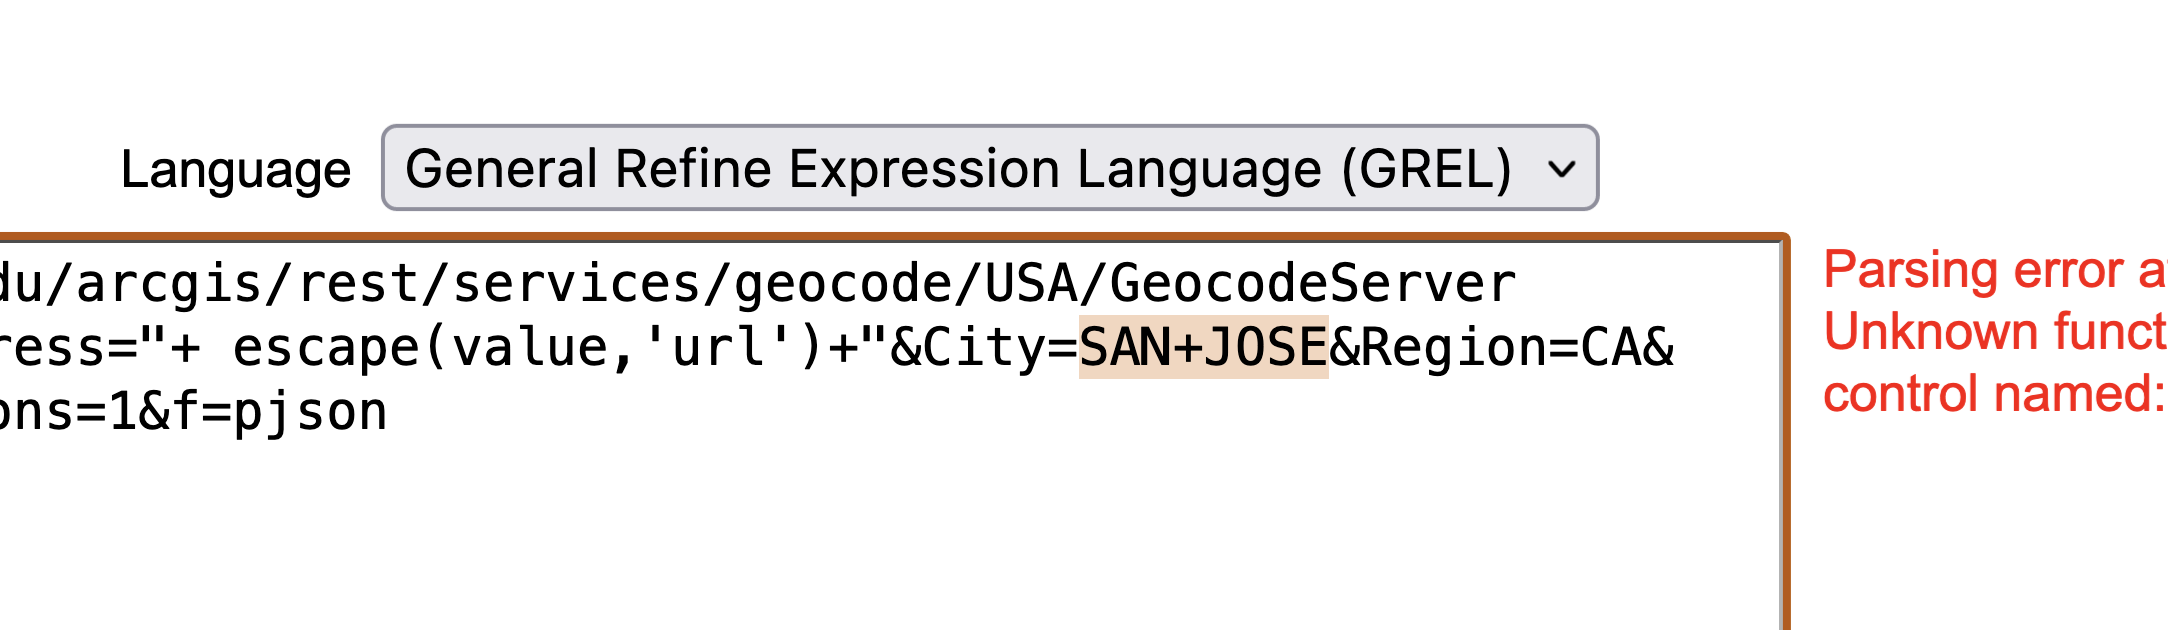 Language General Refine Expression Language (GREL)
du/arcgis/rest/services/geocode/USA/GeocodeServer
ress="+ escape(value,'url')+"&City=SAN+JOSE&Region=CA&
ons=1&f=pjson
Parsing error at
Unknown funct
control named: